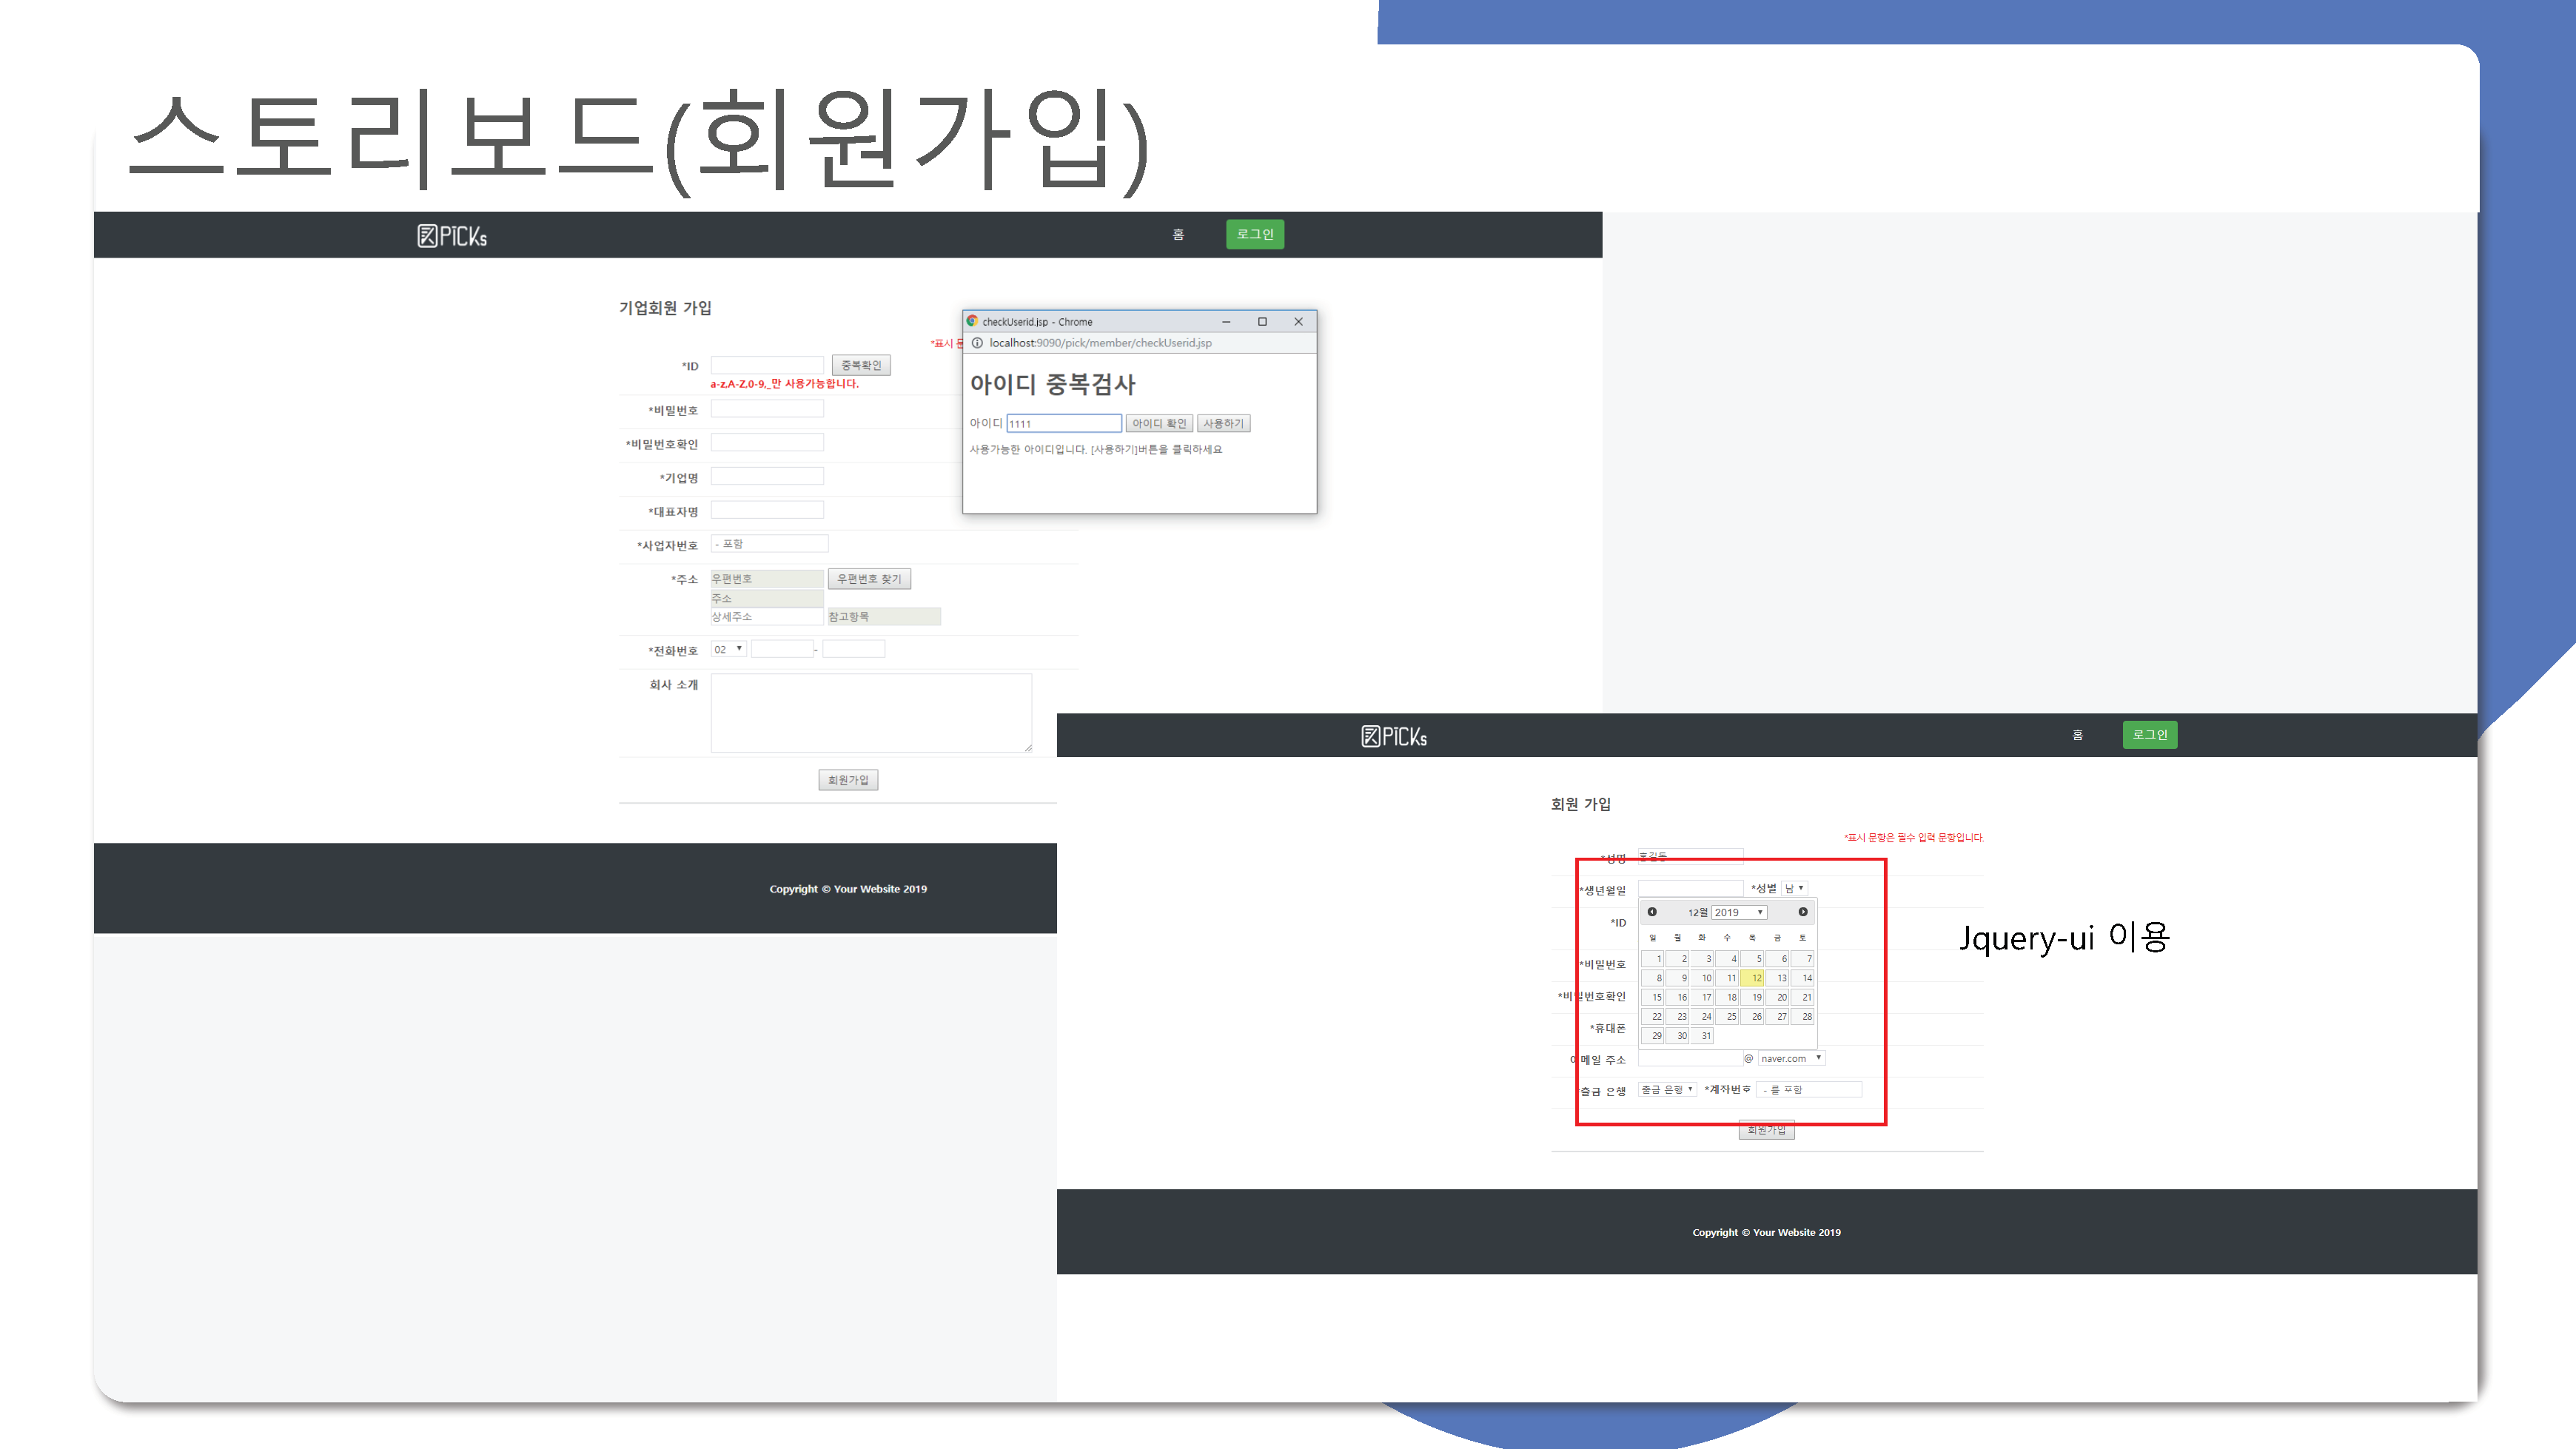 스토리보드(회원가입)
PiCKs 홈 로그인
기업회원 가입
*표시
checkUserid.jsp - Chrome
localhost:9090/pick/member/checkUserid.jsp
아이디 중복검사
아이디 1111 아이디 확인 사용하기
사용가능한 아이디입니다. [사용하기]버튼을 클릭하세요
*ID 중복확인
a-z,A-Z,0-9,_만 사용가능합니다.
*비밀번호
*비밀번호확인
*기업명
*대표자명
*사업자번호 - 포함
*주소 우편번호 우편번호 찾기
주소
상세주소 참고항목
*전화번호 02 -
회사 소개
회원가입
Copyright © Your Website 2019
PiCKs 홈 로그인
회원 가입
*표시 문항은 필수 입력 문항입니다.
*성명 홍길동
*생년월일 *성별 남
12월 2019
일 월 화 수 목 금 토
1 2 3 4 5 6 7
8 9 10 11 12 13 14
15 16 17 18 19 20 21
22 23 24 25 26 27 28
29 30 31
*ID
*비밀번호
*비밀번호확인
*휴대폰
이메일 주소 @ naver.com
*출금 은행 출금 은행 *계좌번호 - 를 포함
회원가입
Jquery-ui 이용
Copyright © Your Website 2019